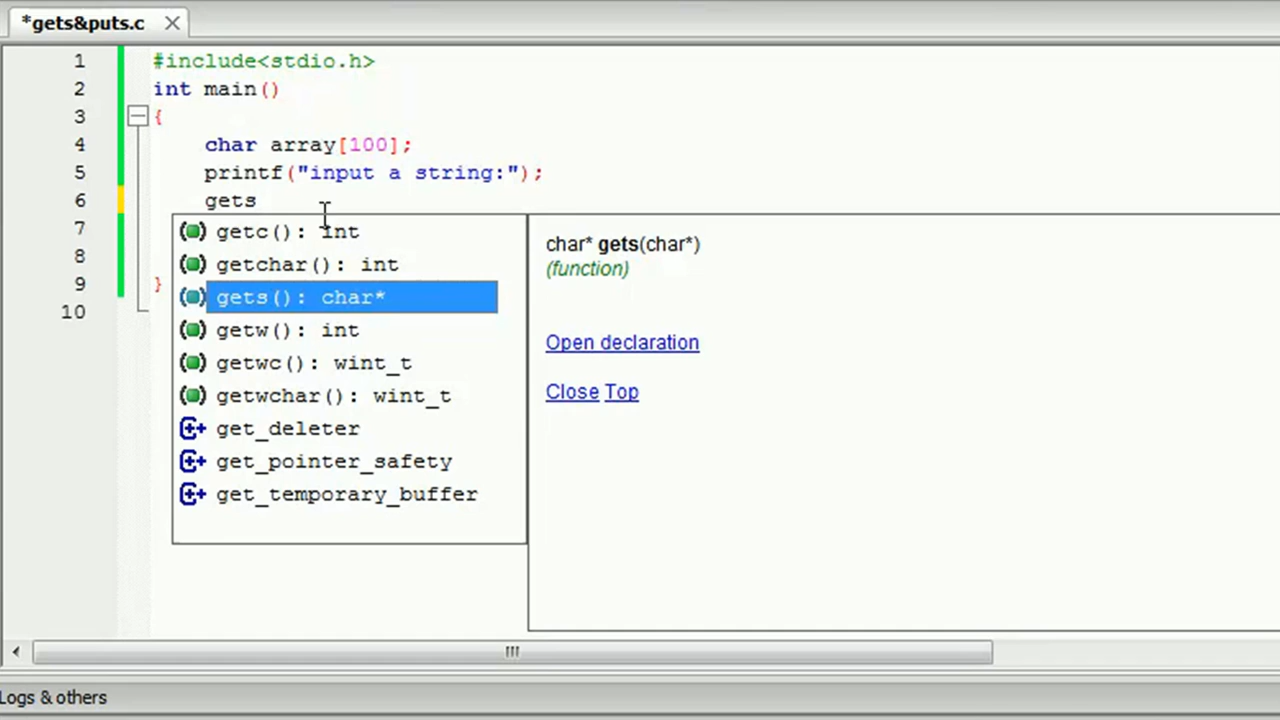 *gets&puts.c
1 #include<stdio.h>
2 int main()
3 {
4 char array[100];
5 printf("input a string:");
6 gets
7
8
9 }
10
getc(): int
getchar(): int
gets(): char*
getw(): int
getwc(): wint_t
getwchar(): wint_t
get_deleter
get_pointer_safety
get_temporary_buffer
char* gets(char*)
(function)
Open declaration
Close Top
Logs & others